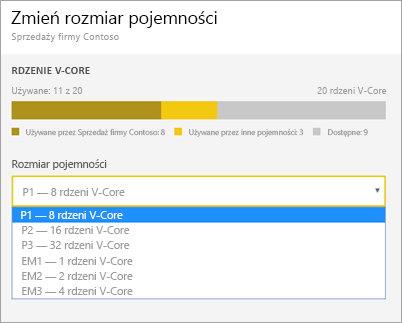 Zmień rozmiar pojemności
Sprzedaży firmy Contoso
RDZENIE V-CORE
Używane: 11 z 20 20 rdzeni V-Core
Używane przez Sprzedaż firmy Contoso: 8 Używane przez inne pojemności: 3 Dostępne: 9
Rozmiar pojemności
P1 — 8 rdzeni V-Core
P1 — 8 rdzeni V-Core
P2 — 16 rdzeni V-Core
P3 — 32 rdzeni V-Core
EM1 — 1 rdzeni V-Core
EM2 — 2 rdzeni V-Core
EM3 — 4 rdzeni V-Core